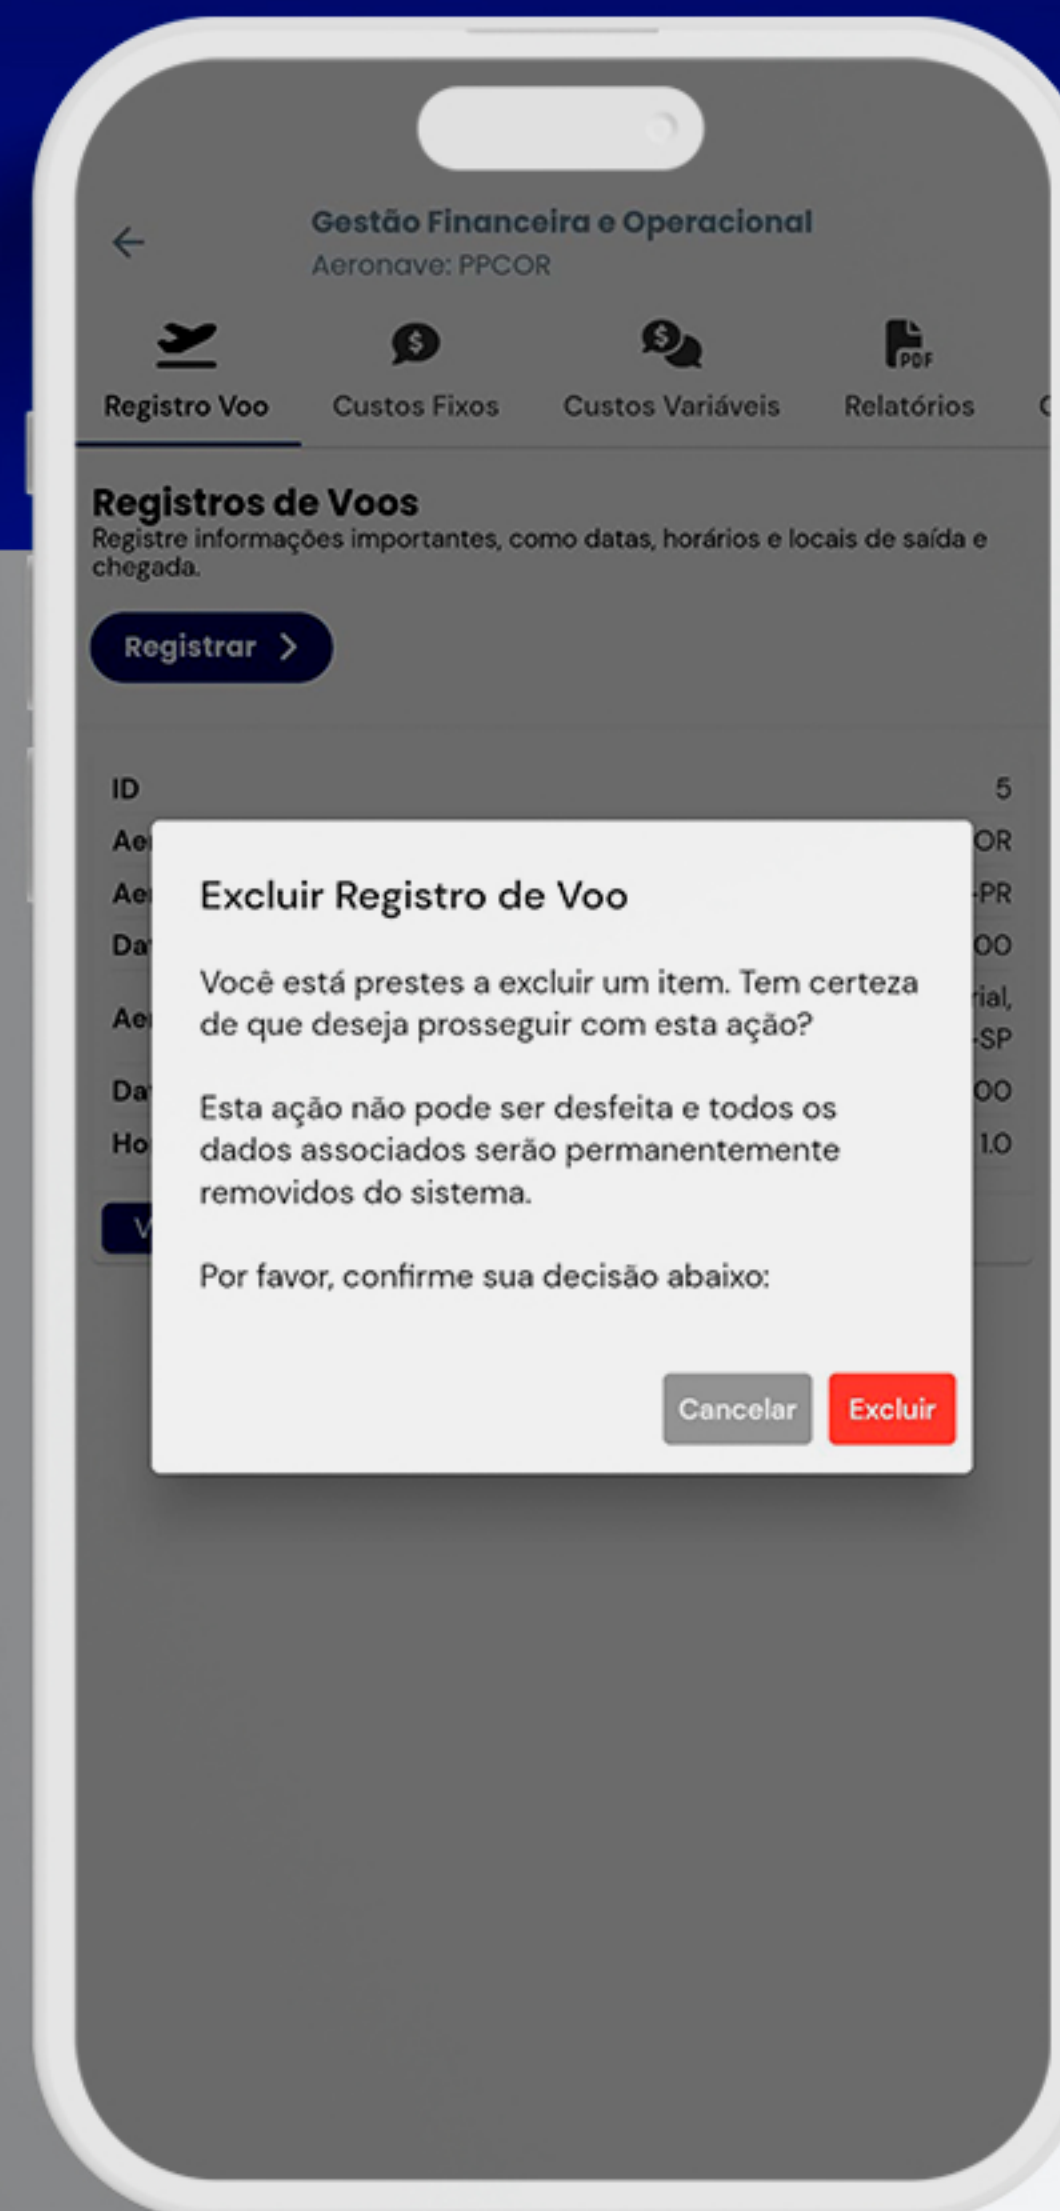 Gestão Financeira e Operacional
Aeronave: PPCOR
Registro Voo
Custos Fixos
Custos Variáveis
Relatórios
Registros de Voos
Registre informações importantes, como datas, horários e locais de saída e
chegada.
Registrar
ID 5
Excluir Registro de Voo
Você está prestes a excluir um item. Tem certeza
de que deseja prosseguir com esta ação?
Esta ação não pode ser desfeita e todos os
dados associados serão permanentemente
removidos do sistema.
Por favor, confirme sua decisão abaixo:
Cancelar
Excluir